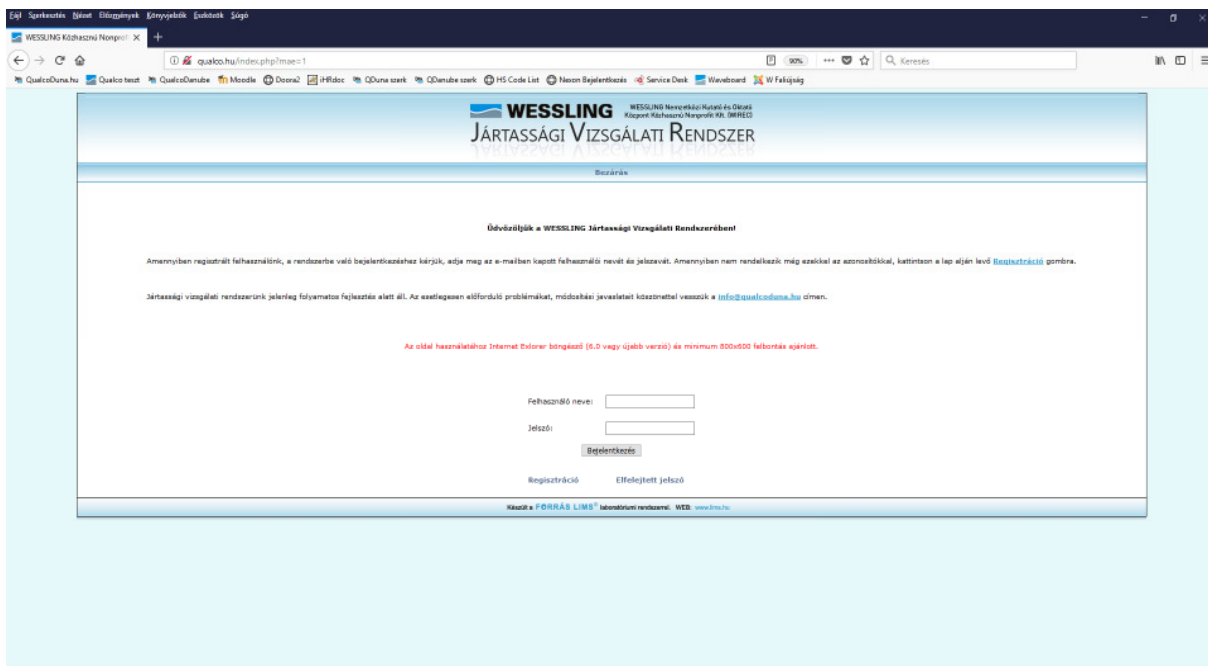 Fájl Szerkesztés Nézet Előzmények Könyvjelzők Eszközök Súgó
WESSLING Közhasznú Nonprofi
qualco.hu/index.php?mae=1
90%
Keresés
QualcoDuna.hu Qualco teszt QualcoDanube Moodle Doora2 iHRdoc QDuna szerk QDanube szerk HS Code List Nexon Bejelentkezés Service Desk Waveboard W Faliújság
WESSLING
WESSLING Nemzetközi Kutató és Oktató
Központ Közhasznú Nonprofit Kft. (WIREC)
JÁRTASSÁGI VIZSGÁLATI RENDSZER
Bezárás
Üdvözöljük a WESSLING Jártassági Vizsgálati Rendszerében!
Amennyiben regisztrált felhasználónk, a rendszerbe való bejelentkezéshez kérjük, adja meg az e-mailben kapott felhasználói nevét és jelszavát. Amennyiben nem rendelkezik még ezekkel az azonosítókkal, kattintson a lap alján levő Regisztráció gombra.
Jártassági vizsgálati rendszerünk jelenleg folyamatos fejlesztés alatt áll. Az esetlegesen előforduló problémákat, módosítási javaslatait köszönettel vesszük a info@qualcoduna.hu címen.
Az oldal használatához Internet Exlorer böngésző (6.0 vagy újabb verzió) és minimum 800x600 felbontás ajánlott.
Felhasználó neve:
Jelszó:
Bejelentkezés
Regisztráció Elfelejtett jelszó
Készült a FORRÁS LIMS® laboratóriumi rendszerrel. WEB: www.lims.hu